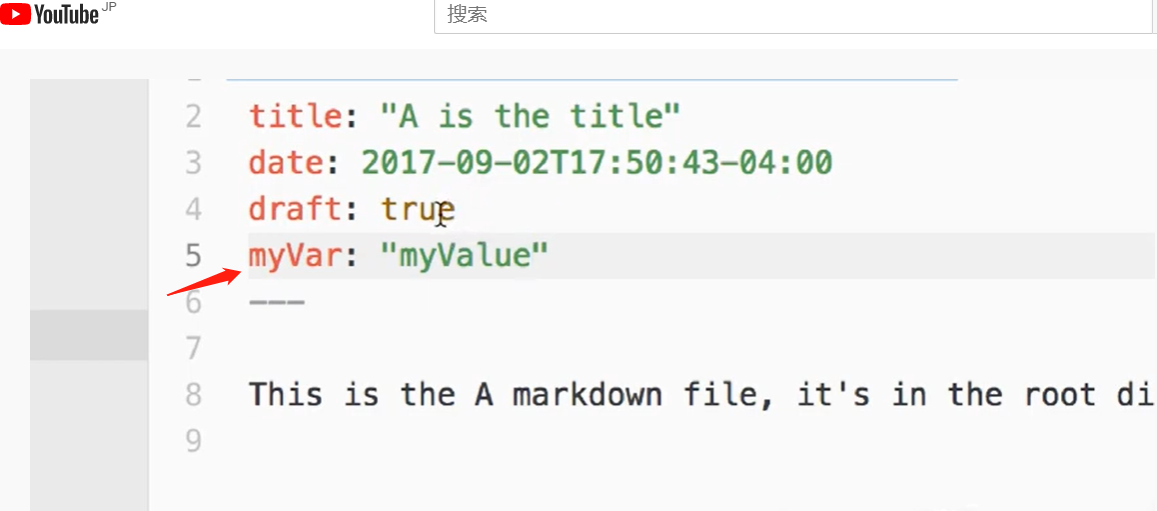 YouTube JP
搜索
2 title: "A is the title"
3 date: 2017-09-02T17:50:43-04:00
4 draft: true
5 myVar: "myValue"
6 ---
7
8 This is the A markdown file, it's in the root di
9